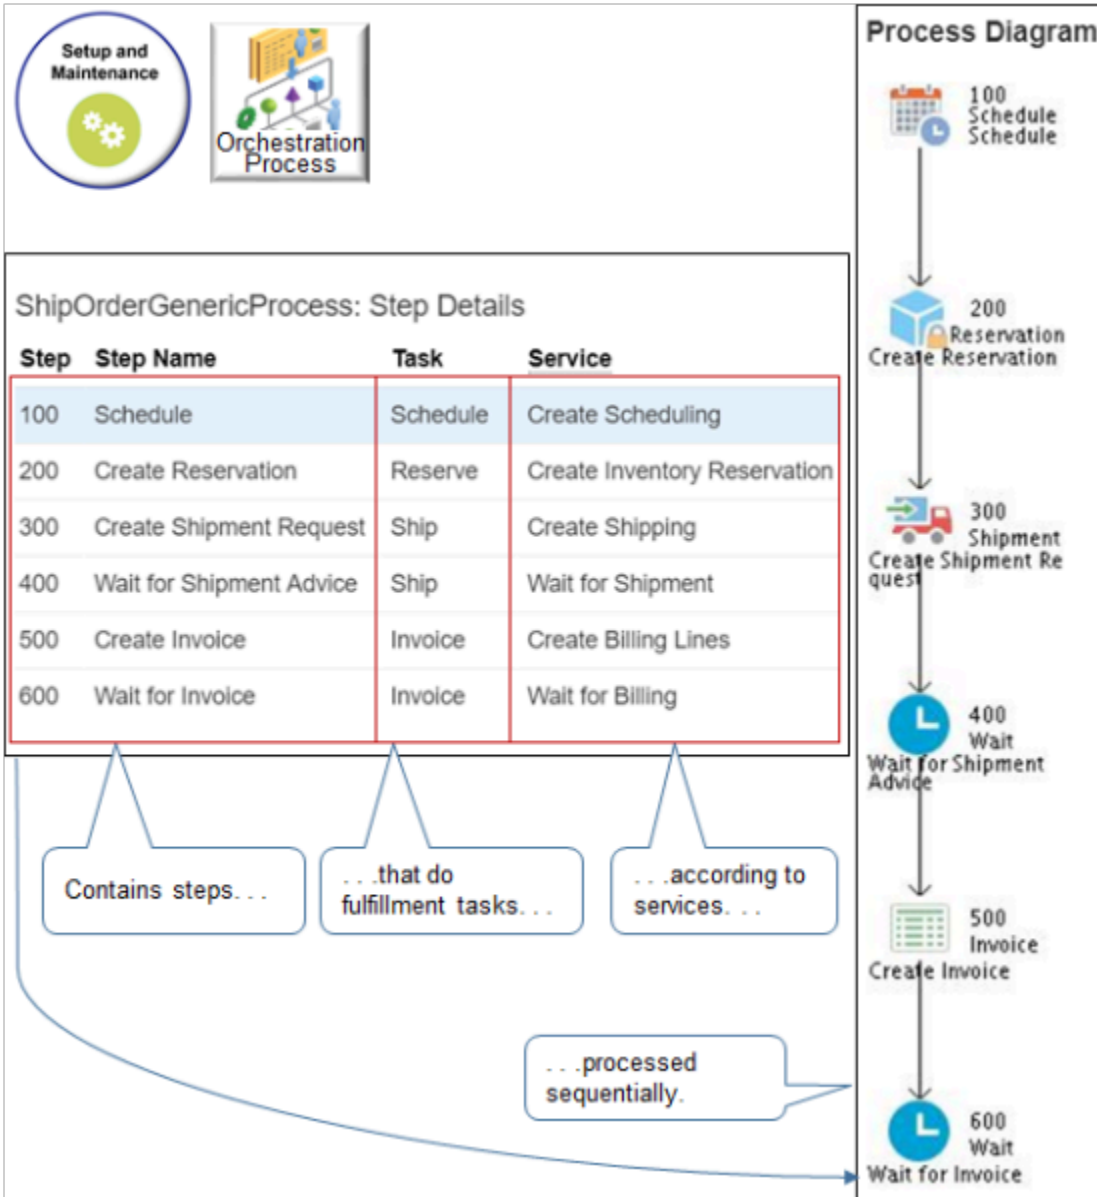 Setup and
Maintenance
Orchestration
Process
ShipOrderGenericProcess: Step Details
Step Step Name Task Service
100 Schedule Schedule Create Scheduling
200 Create Reservation Reserve Create Inventory Reservation
300 Create Shipment Request Ship Create Shipping
400 Wait for Shipment Advice Ship Wait for Shipment
500 Create Invoice Invoice Create Billing Lines
600 Wait for Invoice Invoice Wait for Billing
Contains steps. . .
. . .that do
fulfillment tasks. . .
. . .according to
services. . .
. . .processed
sequentially.
Process Diagram
100
Schedule
Schedule
200
Reservation
Create Reservation
300
Shipment
Create Shipment Re
quest
400
Wait
Wait for Shipment
Advice
500
Invoice
Create Invoice
600
Wait
Wait for Invoice